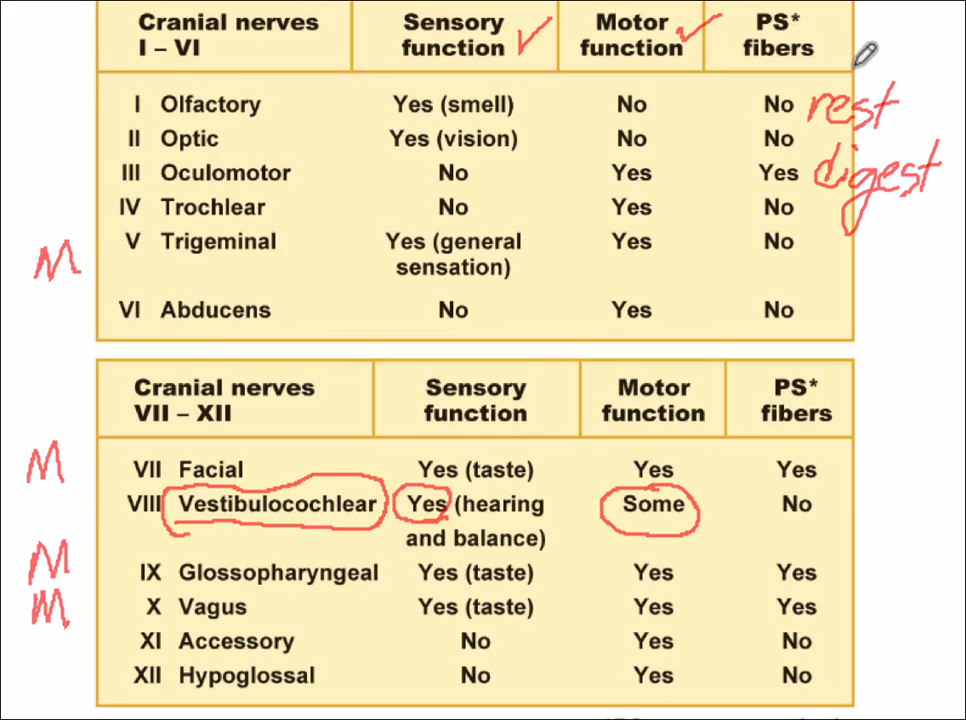 Cranial nerves I – VI Sensory function Motor function PS* fibers
I Olfactory Yes (smell) No No rest
II Optic Yes (vision) No No
III Oculomotor No Yes Yes digest
IV Trochlear No Yes No
M V Trigeminal Yes (general sensation) Yes No
VI Abducens No Yes No
Cranial nerves VII – XII Sensory function Motor function PS* fibers
M VII Facial Yes (taste) Yes Yes
VIII Vestibulocochlear Yes (hearing and balance) Some No
M IX Glossopharyngeal Yes (taste) Yes Yes
M X Vagus Yes (taste) Yes Yes
XI Accessory No Yes No
XII Hypoglossal No Yes No